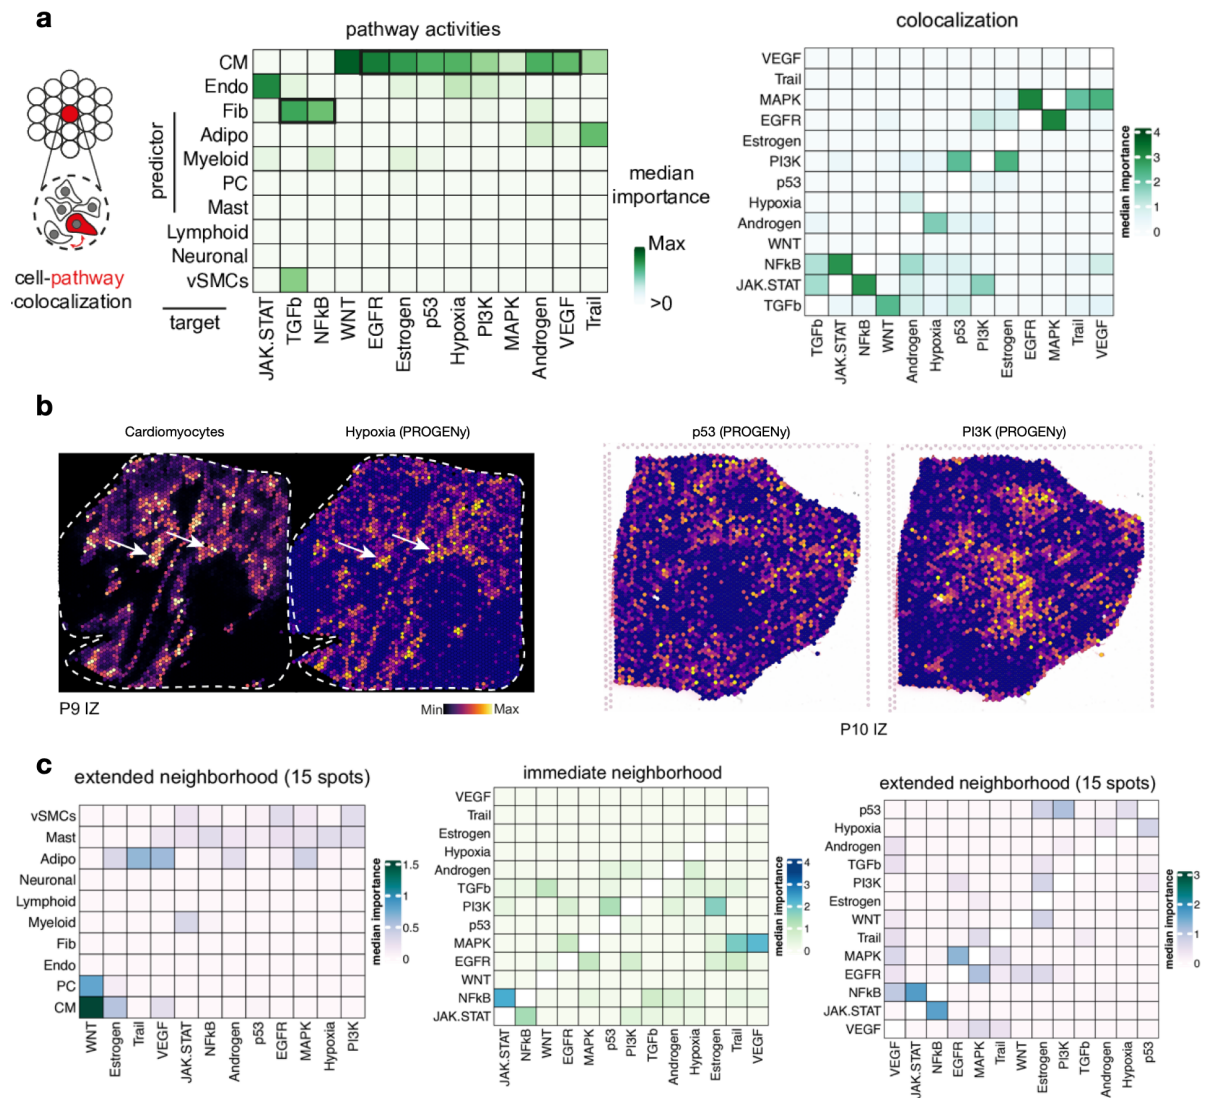 a
pathway activities
CM
Endo
Fib
Adipo
Myeloid
PC
Mast
Lymphoid
Neuronal
vSMCs
predictor
target
JAK.STAT
TGFb
NFkB
WNT
EGFR
Estrogen
p53
Hypoxia
PI3K
MAPK
Androgen
VEGF
Trail
cell-pathway
colocalization
median
importance
Max
>0
colocalization
VEGF
Trail
MAPK
EGFR
Estrogen
PI3K
p53
Hypoxia
Androgen
WNT
NFkB
JAK.STAT
TGFb
TGFb
JAK.STAT
NFkB
WNT
Androgen
Hypoxia
p53
PI3K
Estrogen
EGFR
MAPK
Trail
VEGF
median importance
4
3
2
1
0
b
Cardiomyocytes
Hypoxia (PROGENy)
p53 (PROGENy)
PI3K (PROGENy)
P9 IZ
Min
Max
P10 IZ
c
extended neighborhood (15 spots)
vSMCs
Mast
Adipo
Neuronal
Lymphoid
Myeloid
Fib
Endo
PC
CM
WNT
Estrogen
Trail
VEGF
JAK.STAT
NFkB
Androgen
p53
EGFR
MAPK
Hypoxia
PI3K
median importance
1.5
1
0.5
0
immediate neighborhood
VEGF
Trail
Estrogen
Hypoxia
Androgen
TGFb
PI3K
p53
MAPK
EGFR
WNT
NFkB
JAK.STAT
JAK.STAT
NFkB
WNT
EGFR
MAPK
p53
PI3K
TGFb
Androgen
Hypoxia
Estrogen
Trail
VEGF
median importance
4
3
2
1
0
extended neighborhood (15 spots)
p53
Hypoxia
Androgen
TGFb
PI3K
Estrogen
WNT
Trail
MAPK
EGFR
NFkB
JAK.STAT
VEGF
VEGF
JAK.STAT
NFkB
EGFR
MAPK
Trail
WNT
Estrogen
PI3K
TGFb
Androgen
Hypoxia
p53
median importance
3
2
1
0